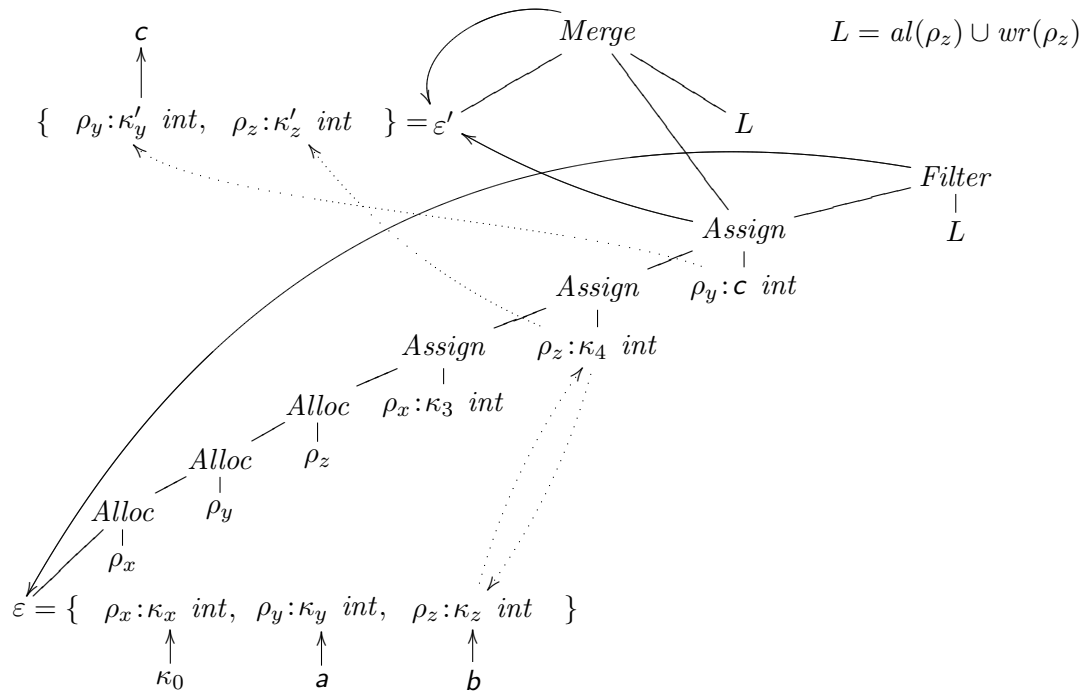 Merge
L = al(ρ_z) ∪ wr(ρ_z)
c
{ ρ_y:κ′_y int, ρ_z:κ′_z int } = ε′
L
Filter
L
Assign
ρ_y:c int
Assign
ρ_z:κ_4 int
Assign
ρ_x:κ_3 int
Alloc
ρ_z
Alloc
ρ_y
Alloc
ρ_x
ε = { ρ_x:κ_x int, ρ_y:κ_y int, ρ_z:κ_z int }
κ_0 a b